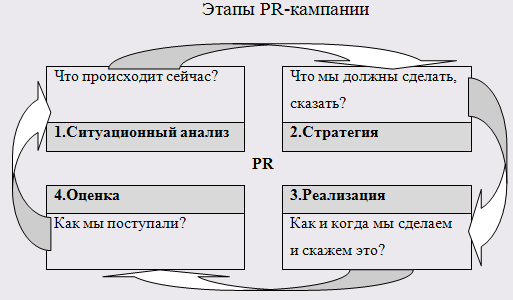 Этапы PR-кампании
Что происходит сейчас?
1.Ситуационный анализ
Что мы должны сделать,
сказать?
2.Стратегия
PR
4.Оценка
Как мы поступали?
3.Реализация
Как и когда мы сделаем
и скажем это?